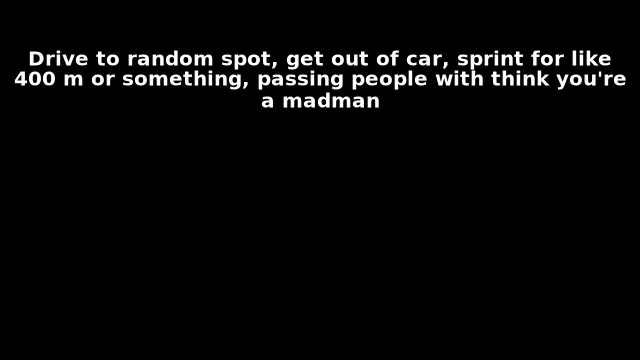 Drive to random spot, get out of car, sprint for like
400 m or something, passing people with think you're
a madman